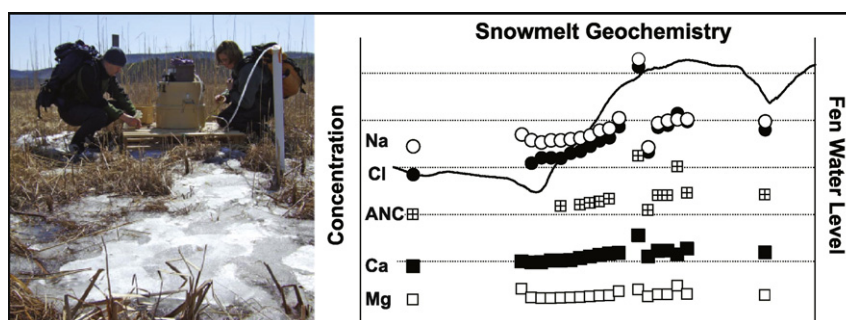 Snowmelt Geochemistry
Concentration
Na
Cl
ANC
Ca
Mg
Fen Water Level